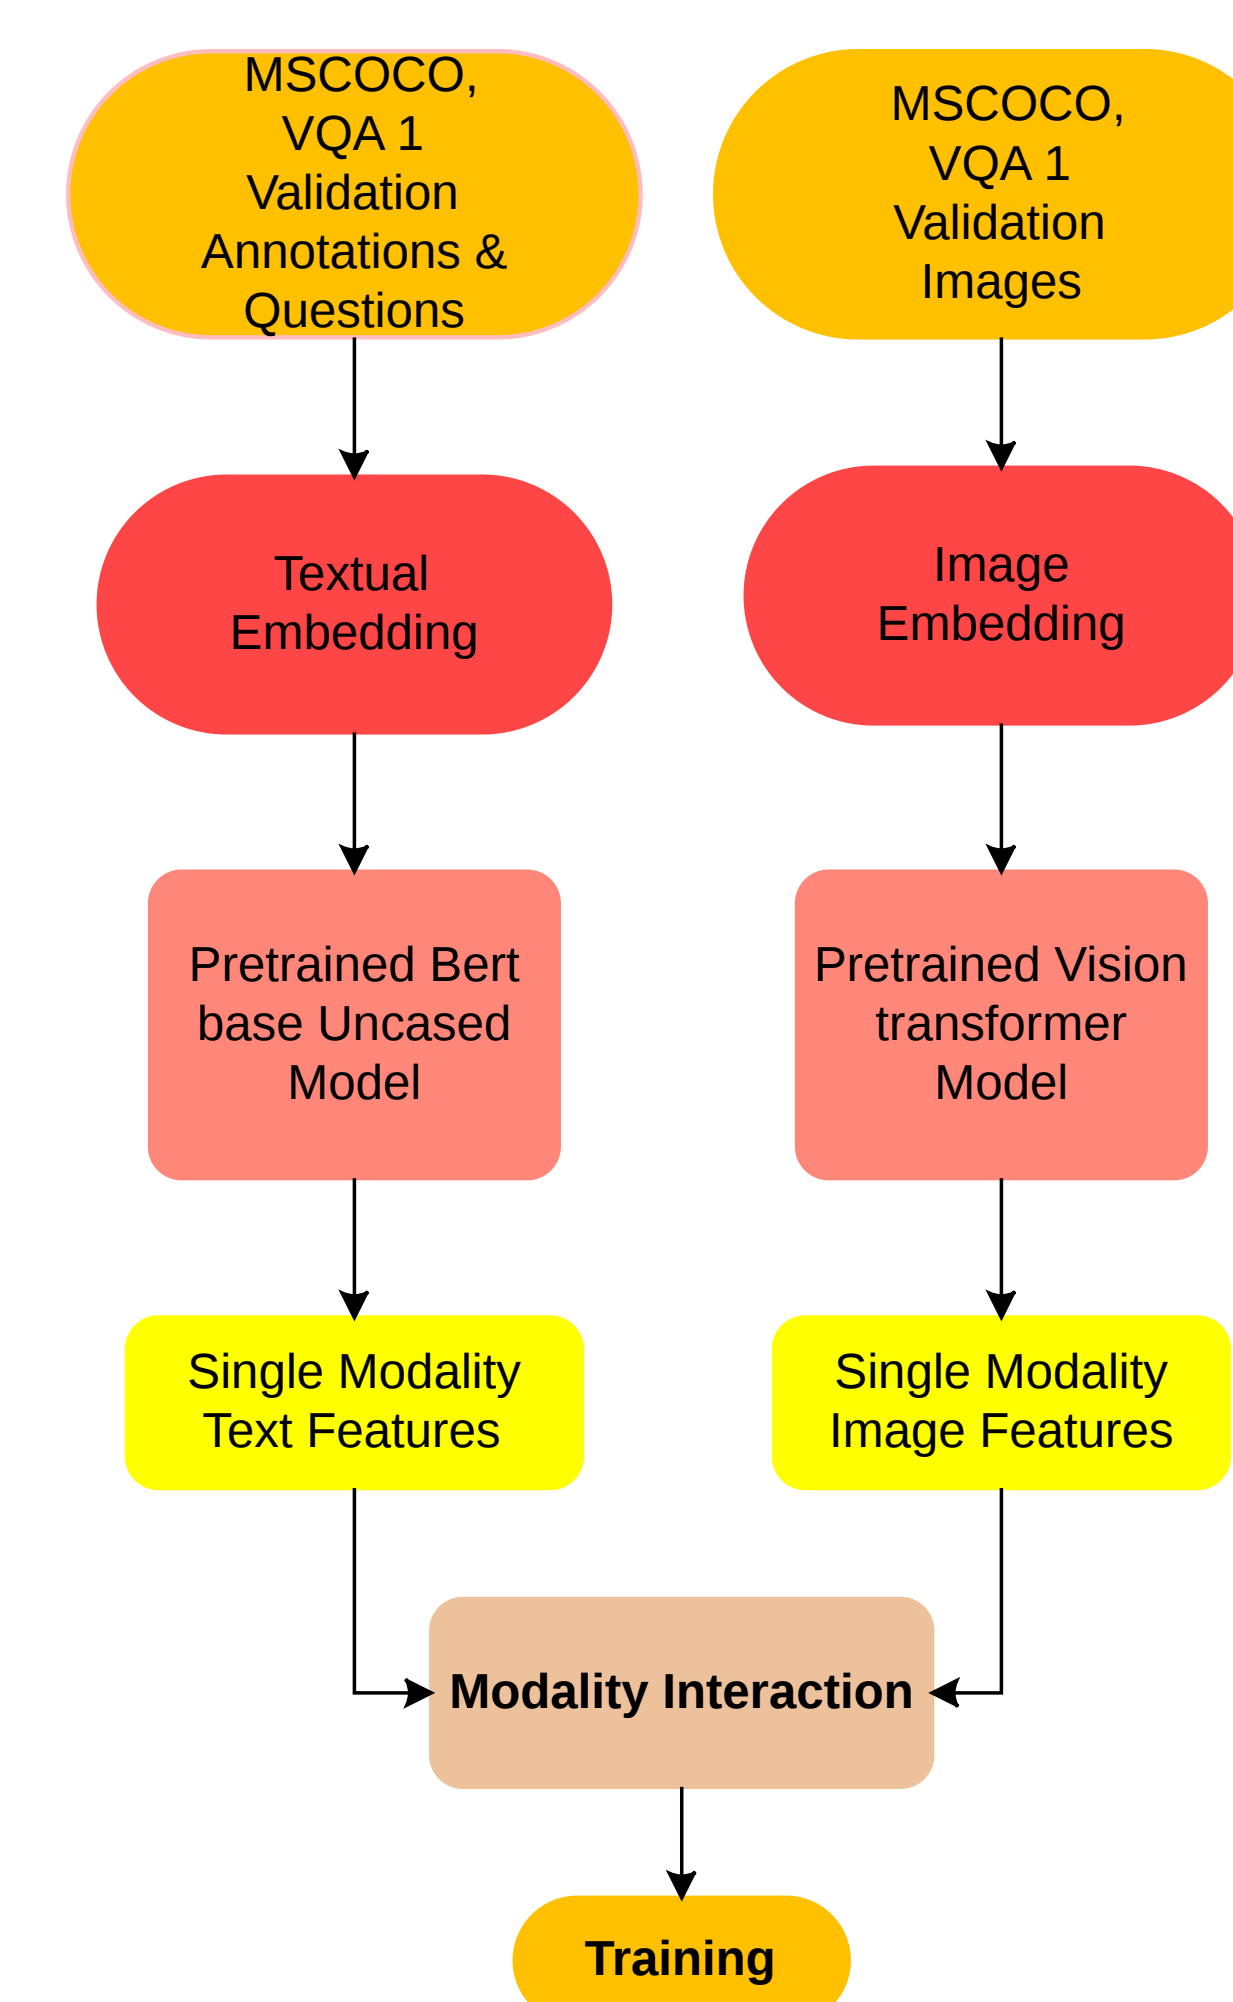 MSCOCO,
VQA 1
Validation
Annotations &
Questions
MSCOCO,
VQA 1
Validation
Images
Textual
Embedding
Image
Embedding
Pretrained Bert
base Uncased
Model
Pretrained Vision
transformer
Model
Single Modality
Text Features
Single Modality
Image Features
Modality Interaction
Training